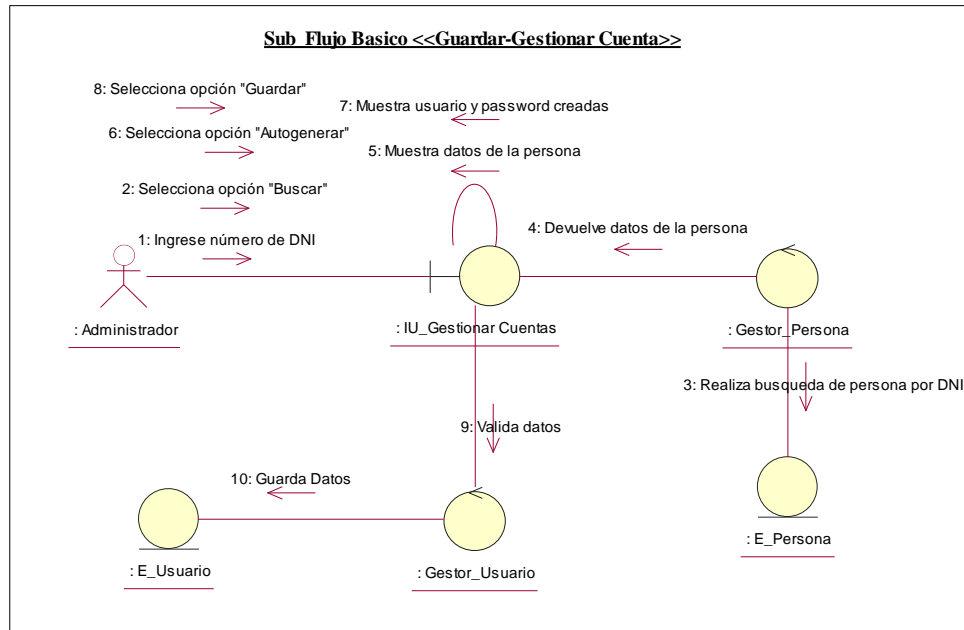 Sub Flujo Basico <<Guardar-Gestionar Cuenta>>
8: Selecciona opción "Guardar"
7: Muestra usuario y password creadas
6: Selecciona opción "Autogenerar"
5: Muestra datos de la persona
2: Selecciona opción "Buscar"
4: Devuelve datos de la persona
1: Ingrese número de DNI
: Administrador
: IU_Gestionar Cuentas
: Gestor_Persona
3: Realiza busqueda de persona por DNI
9: Valida datos
10: Guarda Datos
: E_Persona
: E_Usuario
: Gestor_Usuario